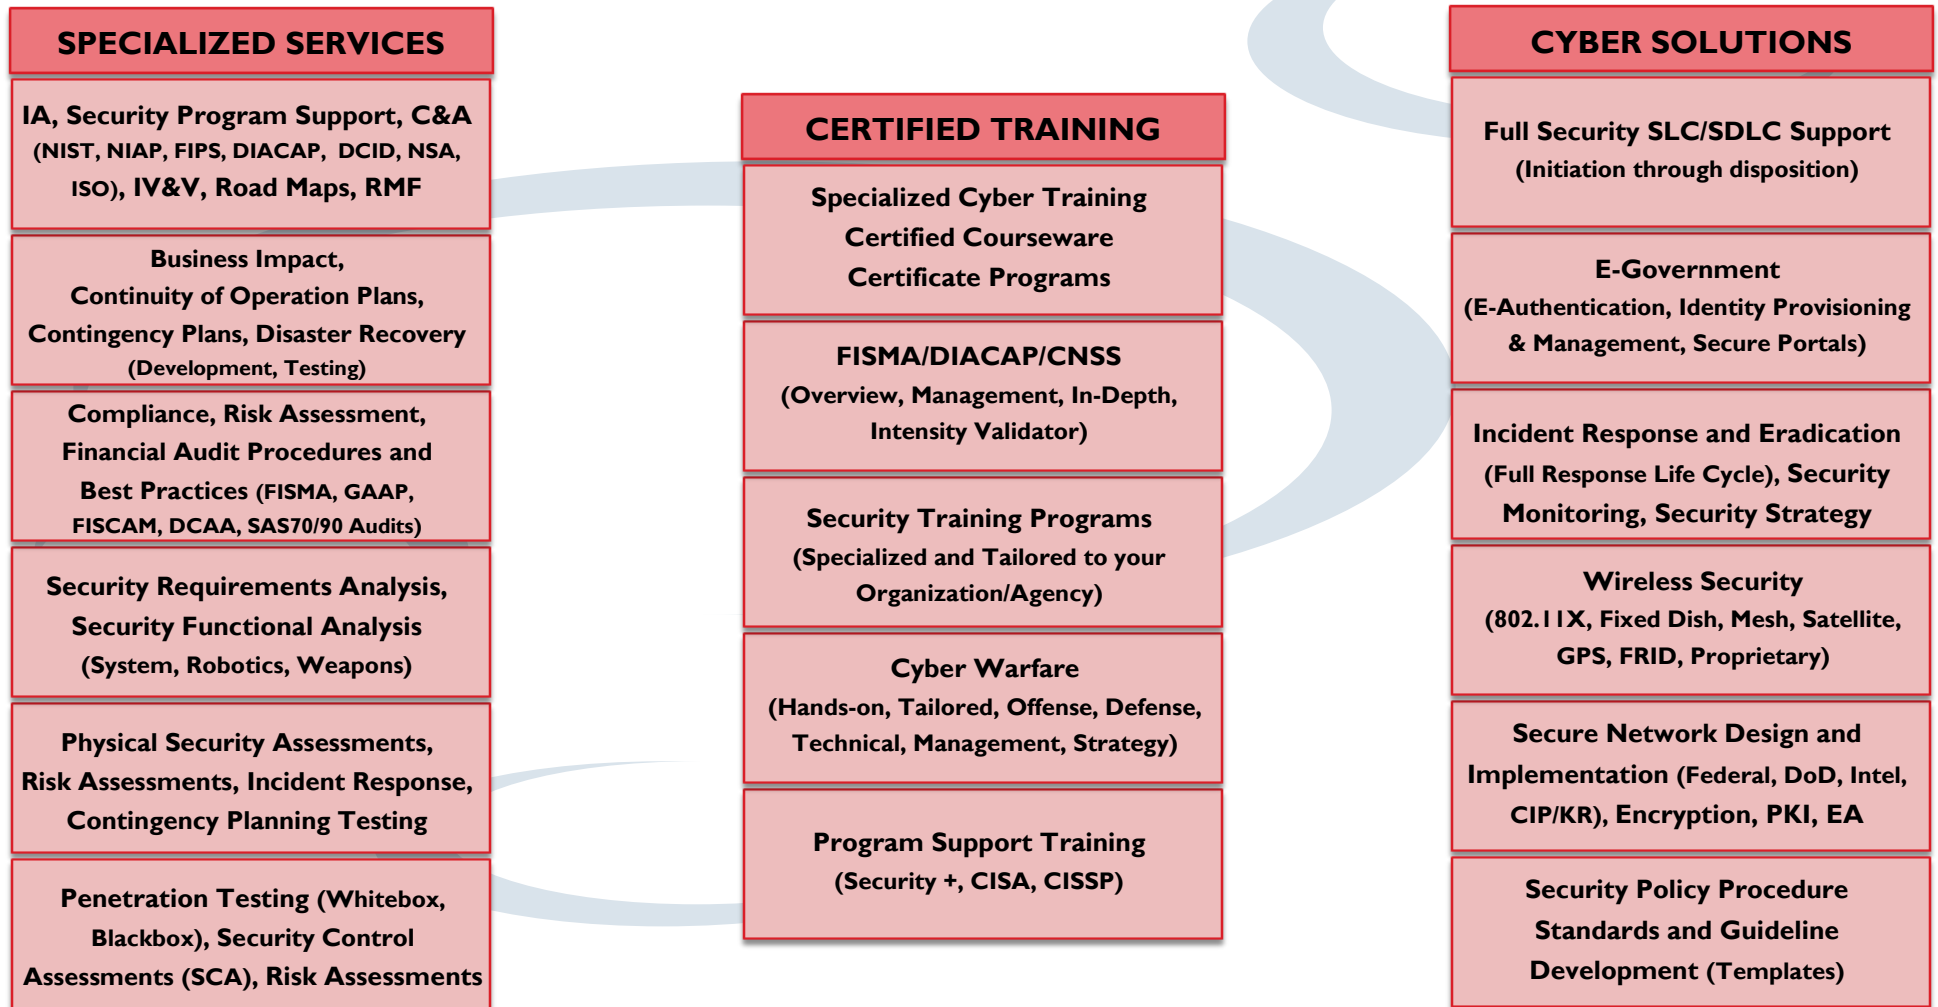 SPECIALIZED SERVICES
IA, Security Program Support, C&A
(NIST, NIAP, FIPS, DIACAP, DCID, NSA,
ISO), IV&V, Road Maps, RMF
Business Impact,
Continuity of Operation Plans,
Contingency Plans, Disaster Recovery
(Development, Testing)
Compliance, Risk Assessment,
Financial Audit Procedures and
Best Practices (FISMA, GAAP,
FISCAM, DCAA, SAS70/90 Audits)
Security Requirements Analysis,
Security Functional Analysis
(System, Robotics, Weapons)
Physical Security Assessments,
Risk Assessments, Incident Response,
Contingency Planning Testing
Penetration Testing (Whitebox,
Blackbox), Security Control
Assessments (SCA), Risk Assessments
CERTIFIED TRAINING
Specialized Cyber Training
Certified Courseware
Certificate Programs
FISMA/DIACAP/CNSS
(Overview, Management, In-Depth,
Intensity Validator)
Security Training Programs
(Specialized and Tailored to your
Organization/Agency)
Cyber Warfare
(Hands-on, Tailored, Offense, Defense,
Technical, Management, Strategy)
Program Support Training
(Security +, CISA, CISSP)
CYBER SOLUTIONS
Full Security SLC/SDLC Support
(Initiation through disposition)
E-Government
(E-Authentication, Identity Provisioning
& Management, Secure Portals)
Incident Response and Eradication
(Full Response Life Cycle), Security
Monitoring, Security Strategy
Wireless Security
(802.11X, Fixed Dish, Mesh, Satellite,
GPS, FRID, Proprietary)
Secure Network Design and
Implementation (Federal, DoD, Intel,
CIP/KR), Encryption, PKI, EA
Security Policy Procedure
Standards and Guideline
Development (Templates)